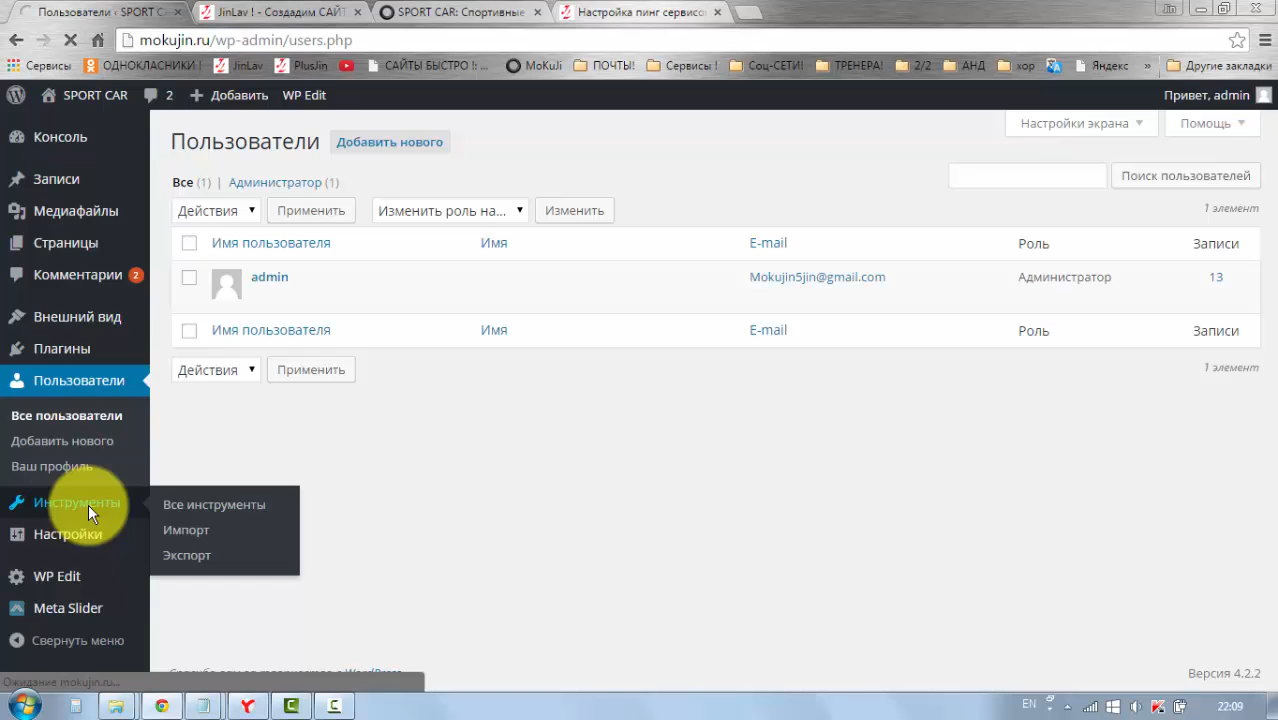 Пользователи ‹ SPORT CA
JinLav ! - Создадим САЙТ
SPORT CAR: Спортивные
Настройка пинг сервисо
mokujin.ru/wp-admin/users.php
Сервисы
ОДНОКЛАСНИКИ !
JinLav
PlusJin
САЙТЫ БЫСТРО !:...
MoKuJi
ПОЧТЫ!
Сервисы !
Соц-СЕТИ!
ТРЕНЕРА!
2/2
АНД
хор
Яндекс
»
Другие закладки
SPORT CAR
2
Добавить
WP Edit
Привет, admin
Консоль
Записи
Медиафайлы
Страницы
Комментарии 2
Внешний вид
Плагины
Пользователи
Все пользователи
Добавить нового
Ваш профиль
Инструменты
Все инструменты
Импорт
Экспорт
Настройки
WP Edit
Meta Slider
Свернуть меню
Настройки экрана
Помощь
Пользователи
Добавить нового
Все (1) | Администратор (1)
Поиск пользователей
Действия
Применить
Изменить роль на...
Изменить
1 элемент
Имя пользователя
Имя
E-mail
Роль
Записи
admin
Mokujin5jin@gmail.com
Администратор
13
Имя пользователя
Имя
E-mail
Роль
Записи
Действия
Применить
1 элемент
Версия 4.2.2
Ожидание mokujin.ru...
EN
22:09